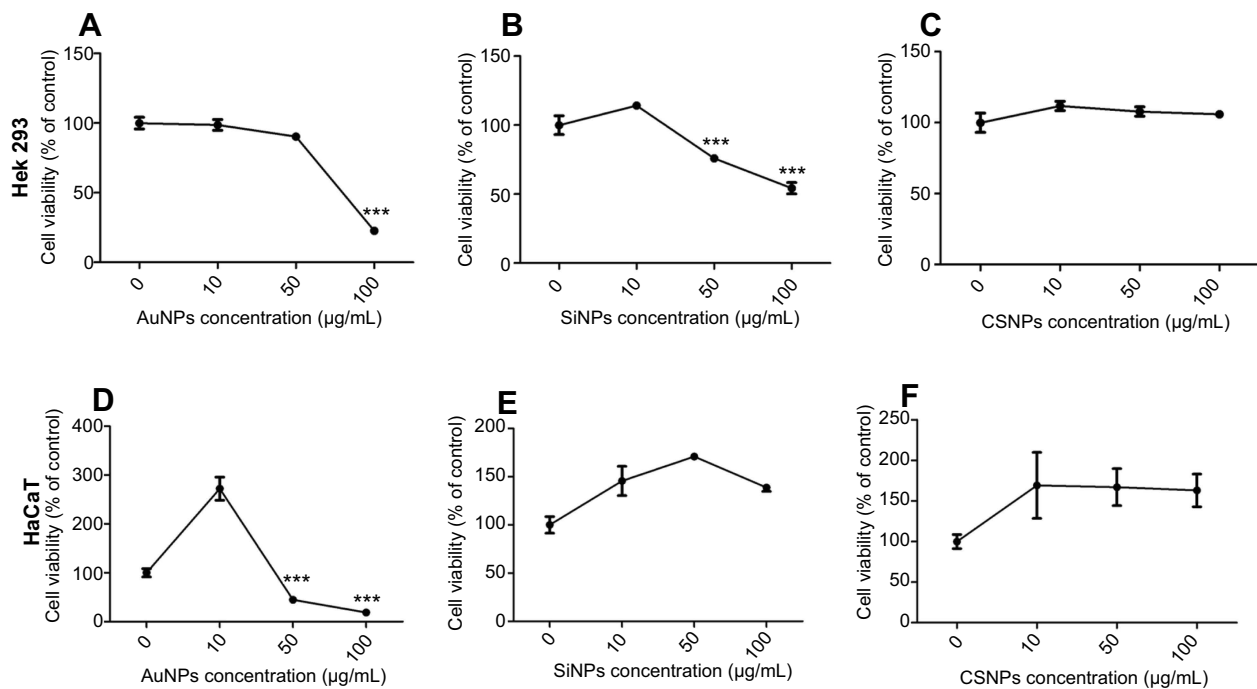 A
Hek 293
Cell viability (% of control)
150
100
50
0
***
0
10
50
100
AuNPs concentration (µg/mL)
B
Cell viability (% of control)
150
100
50
0
***
***
0
10
50
100
SiNPs concentration (µg/mL)
C
Cell viability (% of control)
150
100
50
0
0
10
50
100
CSNPs concentration (µg/mL)
D
HaCaT
Cell viability (% of control)
400
300
200
100
0
***
***
0
10
50
100
AuNPs concentration (µg/mL)
E
Cell viability (% of control)
200
150
100
50
0
0
10
50
100
SiNPs concentration (µg/mL)
F
Cell viability (% of control)
250
200
150
100
50
0
0
10
50
100
CSNPs concentration (µg/mL)